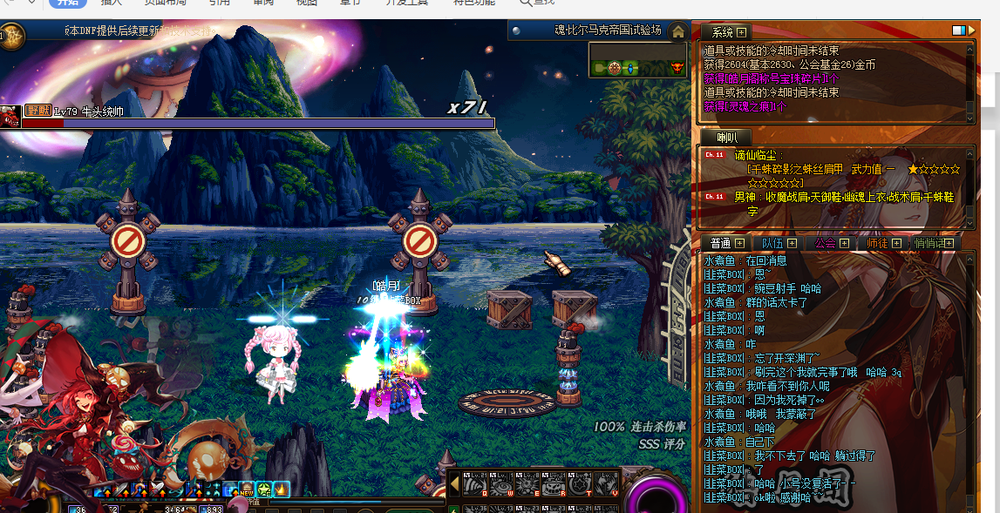 开始
插入
页面布局
引用
审阅
视图
章节
开发工具
特色功能
查找
本DNF提供后续更新和技术支持
魂·比尔马克帝国试验场
野獸 Lv79 牛头统帅
x71
[皓月]
100% 连击杀伤率
SSS 评分
系统
道具或技能的冷却时间未结束
获得2604(基本2630、公会基金26)金币
获得[皓月阁称号宝珠碎片]1个
道具或技能的冷却时间未结束
获得[灵魂之痕]1个
喇叭
Ch.11 谪仙临尘：
[千蛛碎影之蛛丝肩甲 武力值 一 ★☆☆☆☆
☆☆☆☆☆]
Ch.11 男神：收魔战肩,天御鞋,幽魂上衣,战术肩,千蛛鞋
字
普通 队伍 公会 师徒 悄悄话
水煮鱼：在回消息
|韭菜BOX|：恩~
|韭菜BOX|：豌豆射手 哈哈
水煮鱼：群的话太卡了
|韭菜BOX|：恩
|韭菜BOX|：啊
水煮鱼：咋
|韭菜BOX|：忘了开深渊了~
|韭菜BOX|：刷完这个我就完事了哦 哈哈 3q
水煮鱼：我咋看不到你人呢
|韭菜BOX|：因为我死掉了。。
水煮鱼：哦哦 我蒙蔽了
|韭菜BOX|：哈哈
水煮鱼：自己下
|韭菜BOX|：我不下去了 哈哈 躺过得了
|韭菜BOX|：了
|韭菜BOX|：哈哈 小号没复活了- -
|韭菜BOX|：ok啦 感谢哈~~